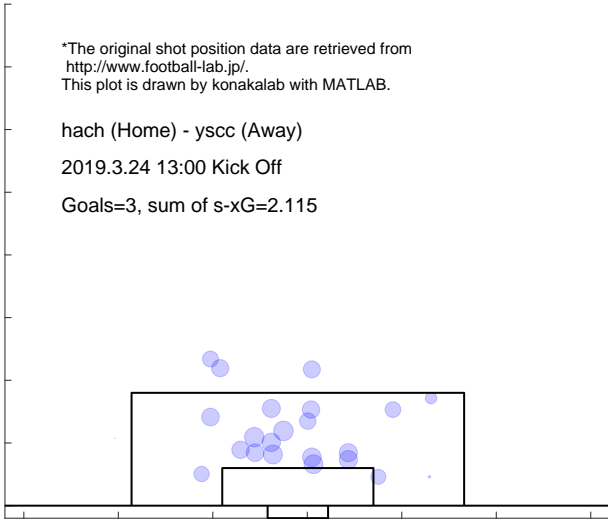 *The original shot position data are retrieved from
http://www.football-lab.jp/.
This plot is drawn by konakalab with MATLAB.
hach (Home) - yscc (Away)
2019.3.24 13:00 Kick Off
Goals=3, sum of s-xG=2.115